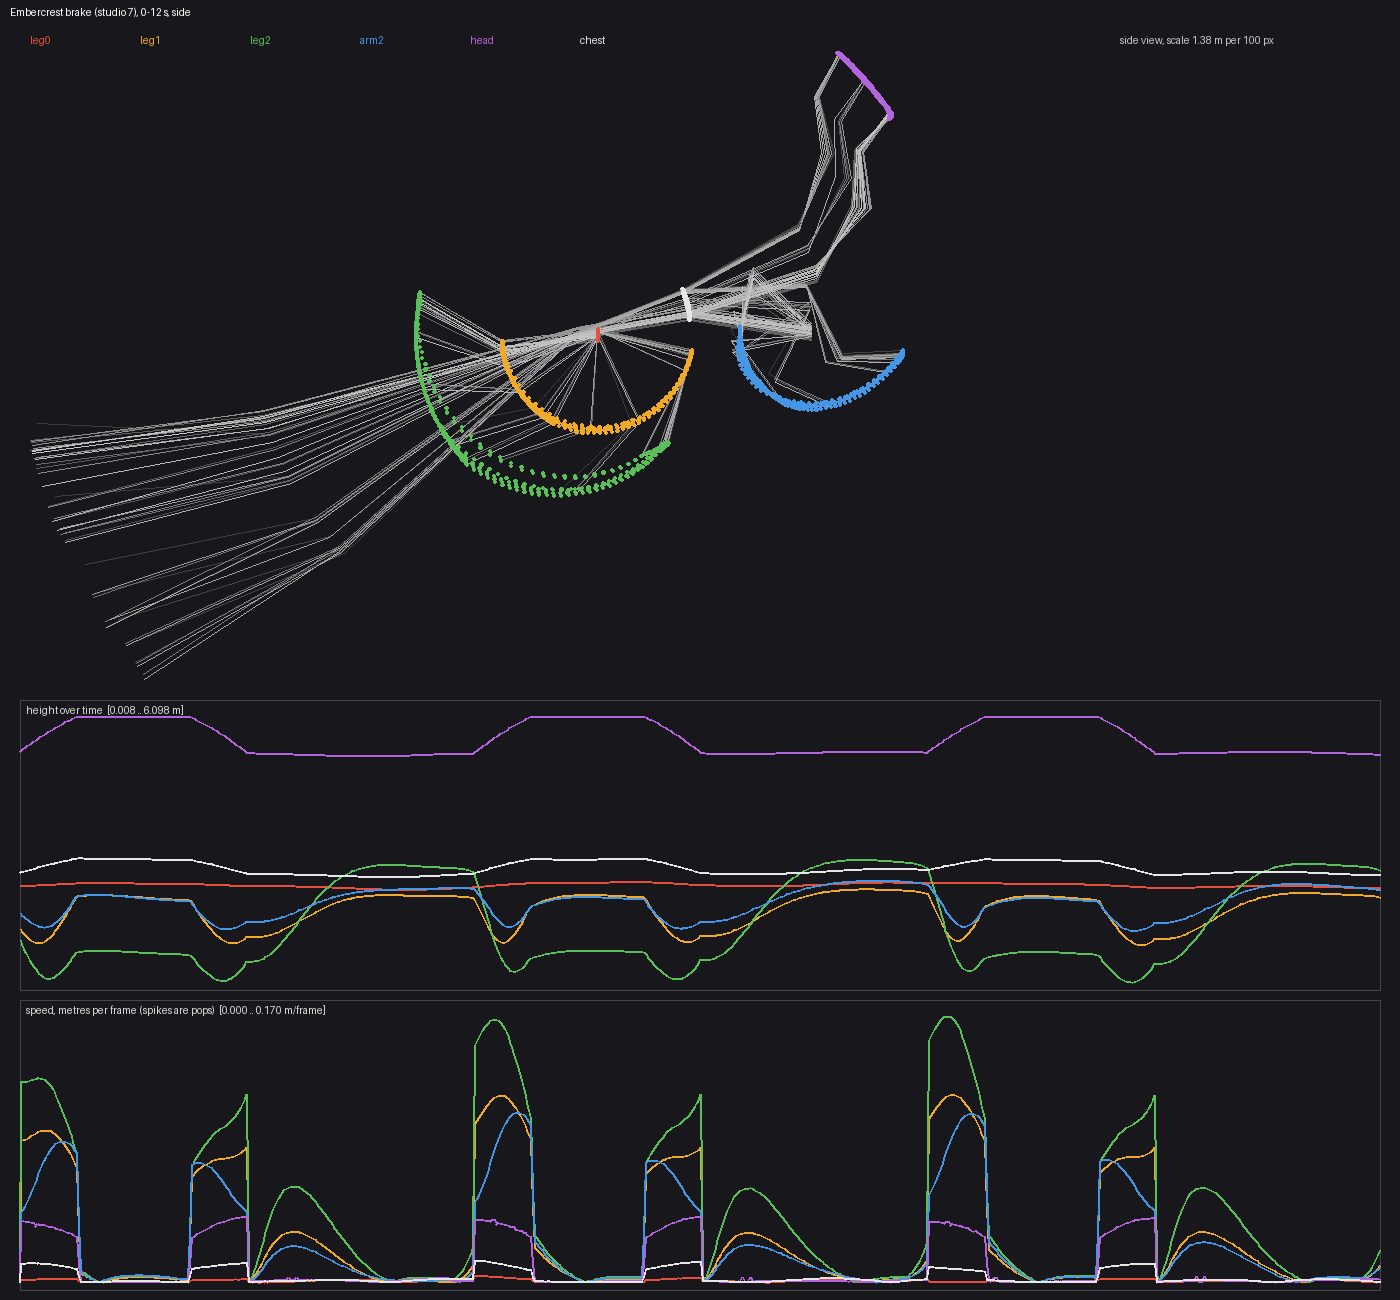 Embercrest brake (studio 7), 0-12 s, side
leg0 leg1 leg2 arm2 head chest side view, scale 1.38 m per 100 px
height over time [0.008 .. 6.098 m]
speed, metres per frame (spikes are pops) [0.000 .. 0.170 m/frame]